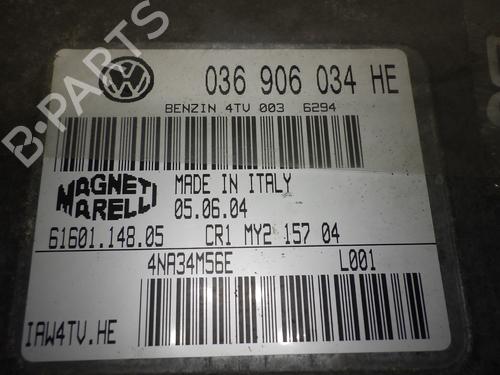 036 906 034 HE
BENZIN 4TV 003 6294
MAGNETI MARELLI
MADE IN ITALY
05.06.04
61601.148.05 CR1 MY2 157 04
4NA34M56E L001
IAW4TV.HE
B-PARTS